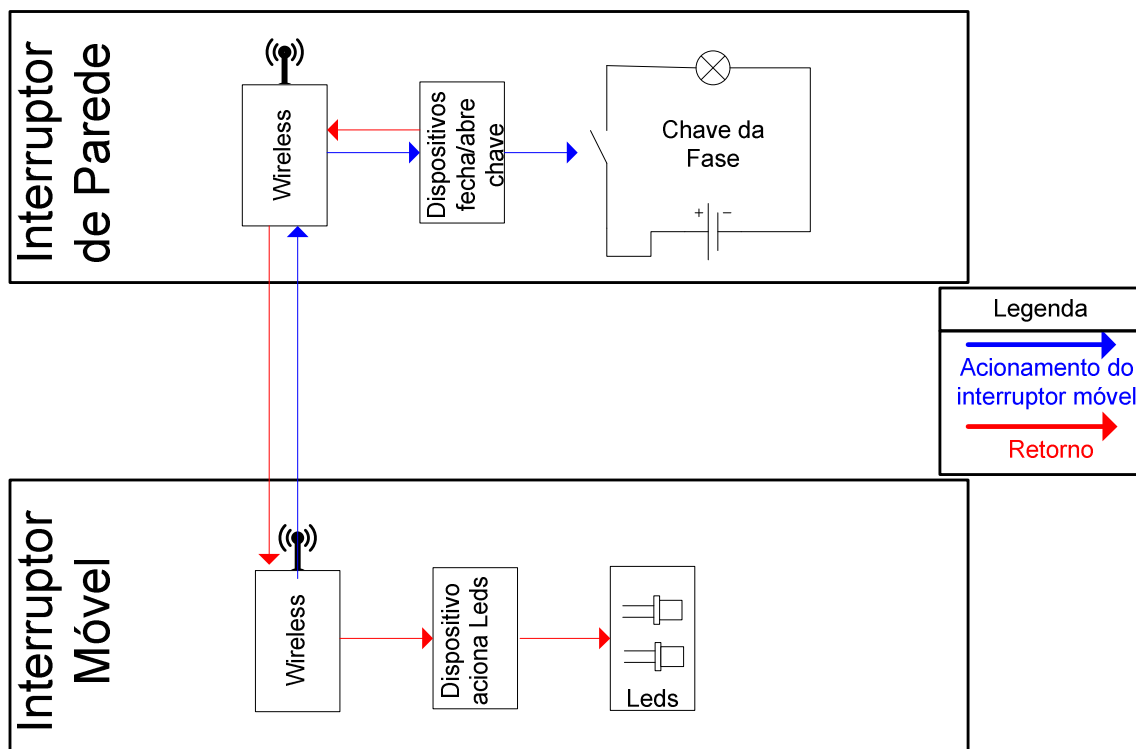 Interruptor
de Parede
Wireless
Dispositivos
fecha/abre
chave
Chave da
Fase
+ −
Legenda
Acionamento do
interruptor móvel
Retorno
Interruptor
Móvel
Wireless
Dispositivo
aciona Leds
Leds